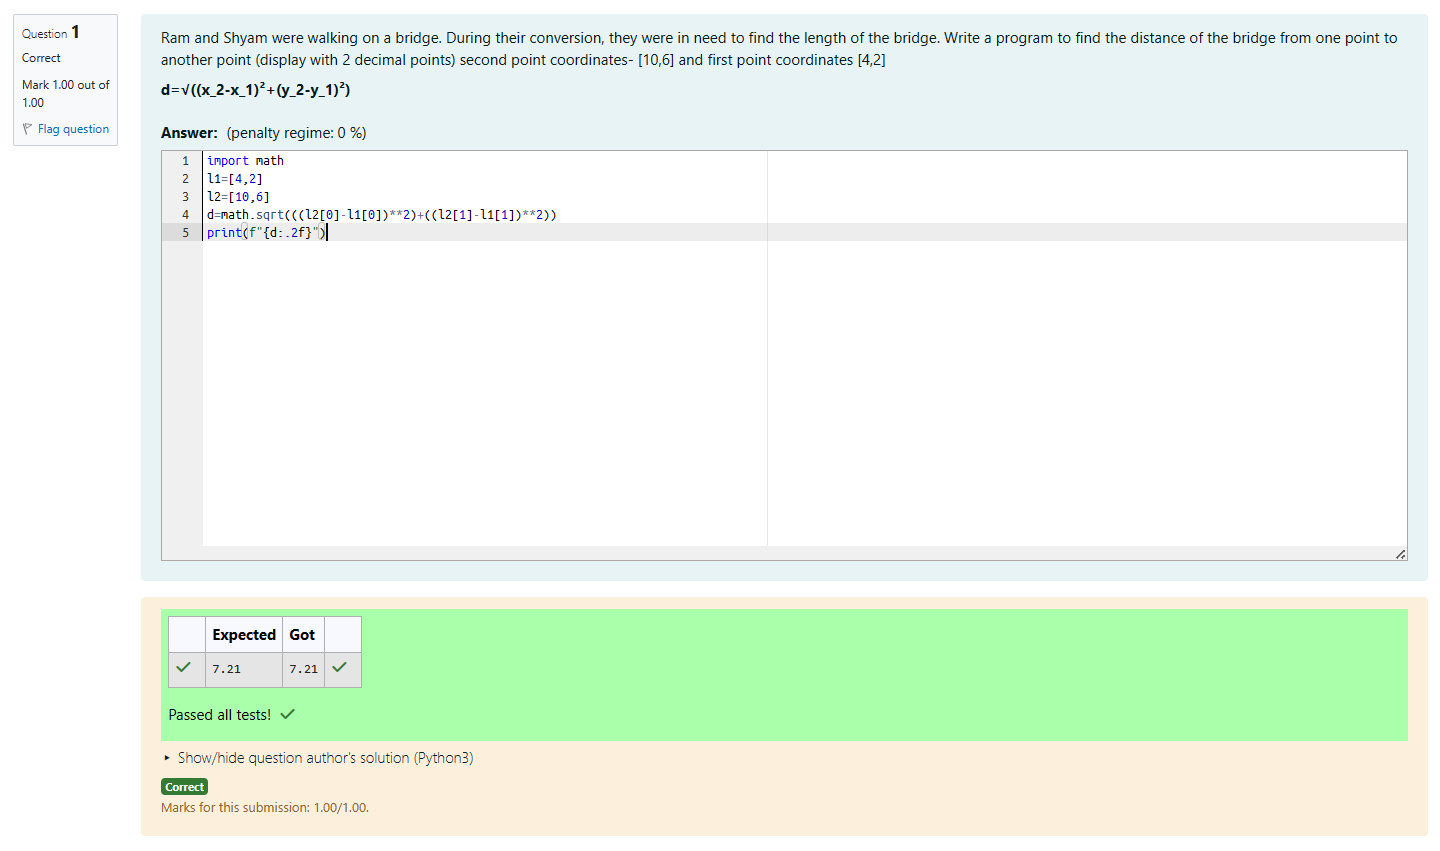 Question 1
Correct
Mark 1.00 out of
1.00
Flag question
Ram and Shyam were walking on a bridge. During their conversion, they were in need to find the length of the bridge. Write a program to find the distance of the bridge from one point to
another point (display with 2 decimal points) second point coordinates- [10,6] and first point coordinates [4,2]
d=√((x_2-x_1)²+(y_2-y_1)²)
Answer: (penalty regime: 0 %)
1 import math
2 l1=[4,2]
3 l2=[10,6]
4 d=math.sqrt(((l2[0]-l1[0])**2)+((l2[1]-l1[1])**2))
5 print(f"{d:.2f}")
Expected Got
7.21 7.21
Passed all tests!
Show/hide question author's solution (Python3)
Correct
Marks for this submission: 1.00/1.00.